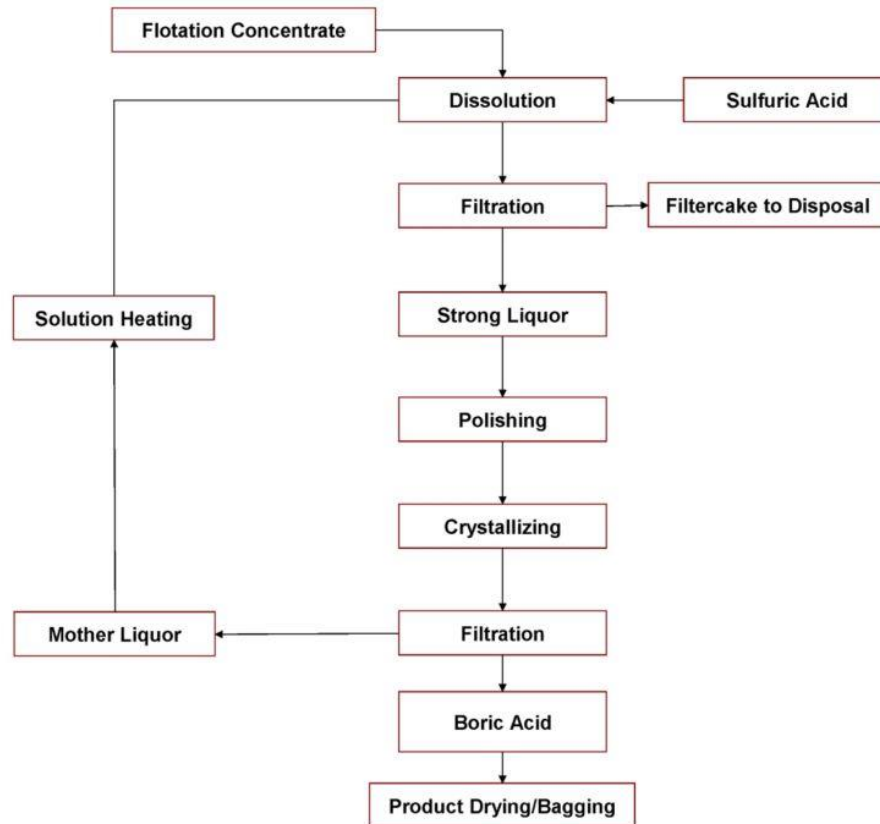 Flotation Concentrate
Dissolution
Sulfuric Acid
Filtration
Filtercake to Disposal
Solution Heating
Strong Liquor
Polishing
Crystallizing
Mother Liquor
Filtration
Boric Acid
Product Drying/Bagging